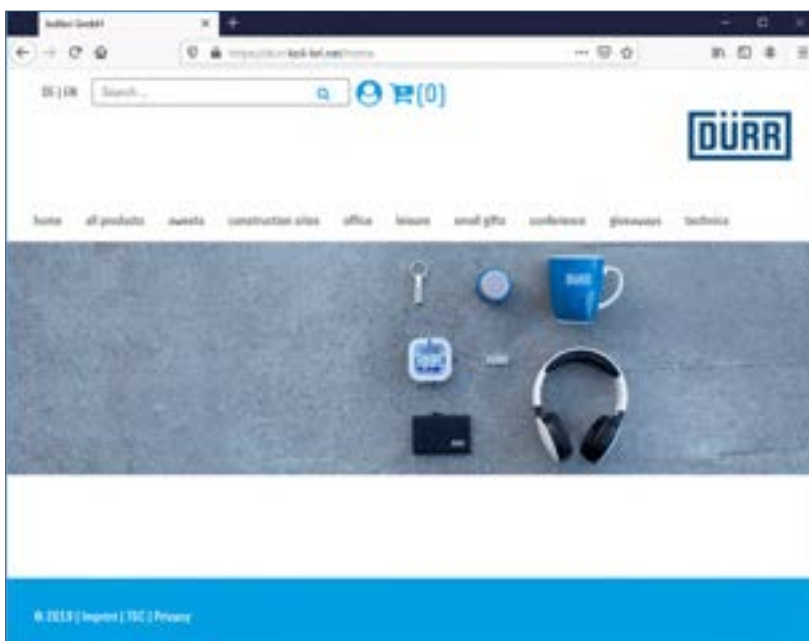 DE | EN Search... (0)
DÜRR
home all products sweets construction sites office leisure small gifts conference giveaways technics
DÜRR
© 2019 | Imprint | TEC | Privacy